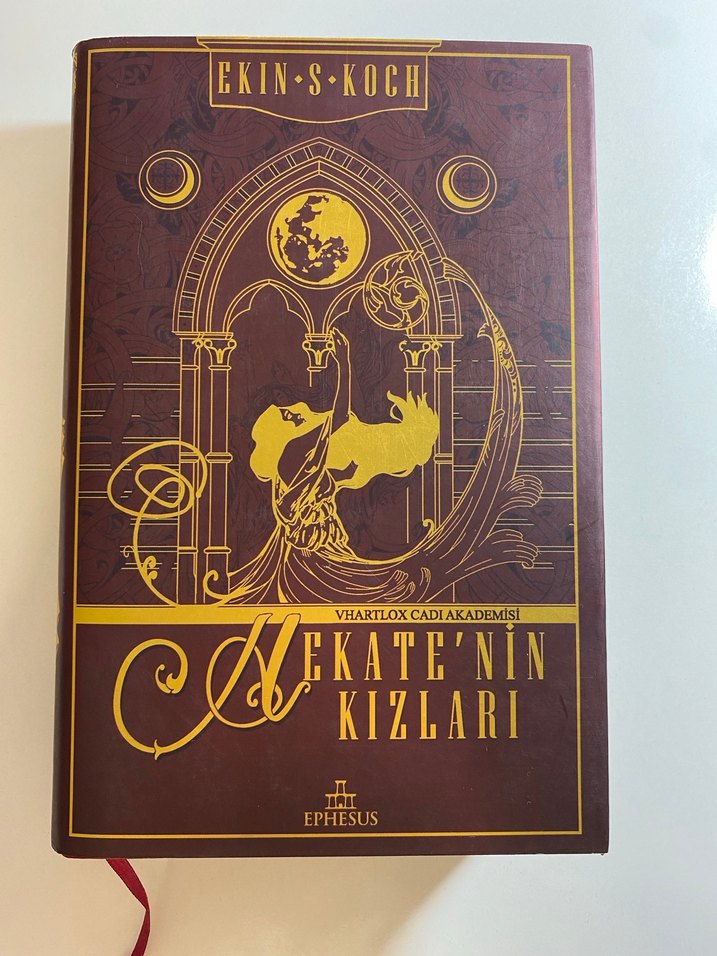 EKIN • S • KOCH
VHARTLOX CADI AKADEMİSİ
HEKATE'NİN
KIZLARI
EPHESUS